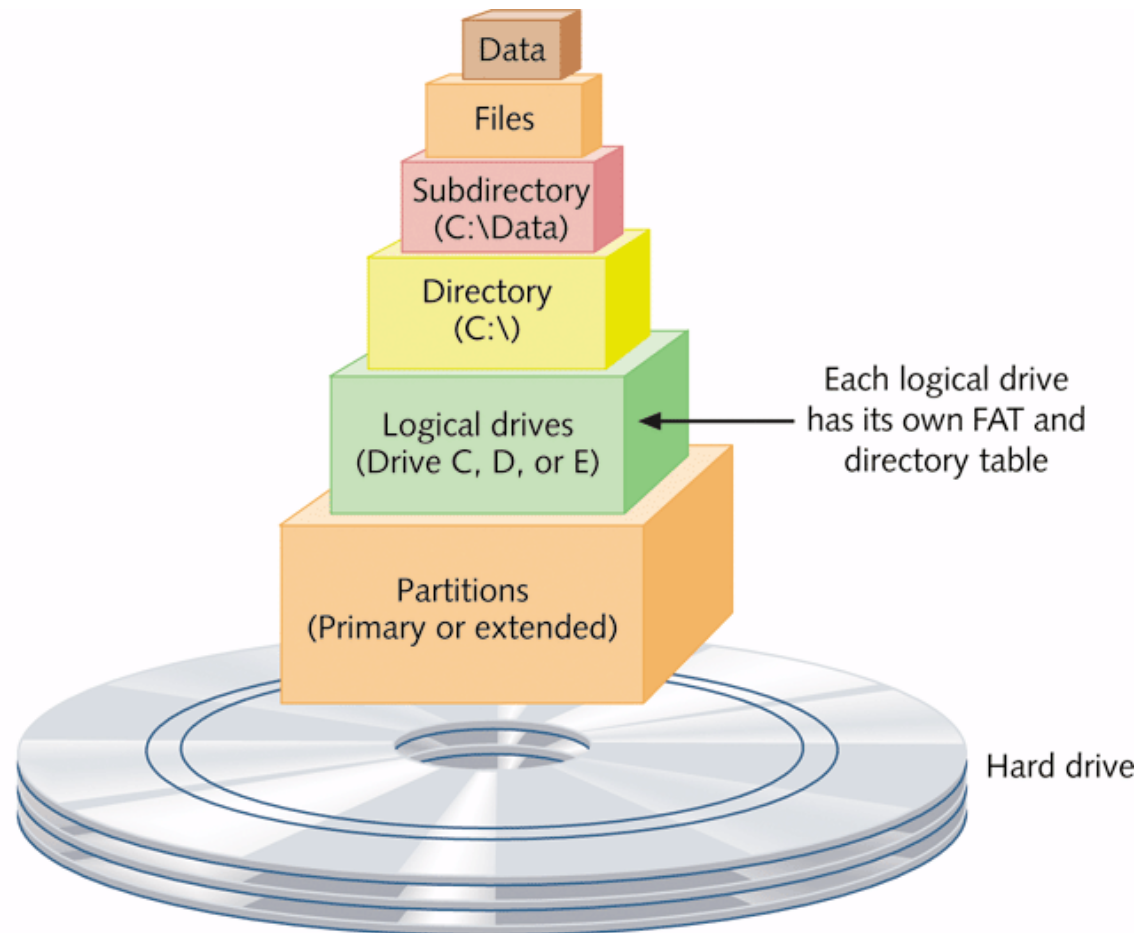 Data
Files
Subdirectory
(C:\Data)
Directory
(C:\)
Logical drives
(Drive C, D, or E)
Each logical drive
has its own FAT and
directory table
Partitions
(Primary or extended)
Hard drive